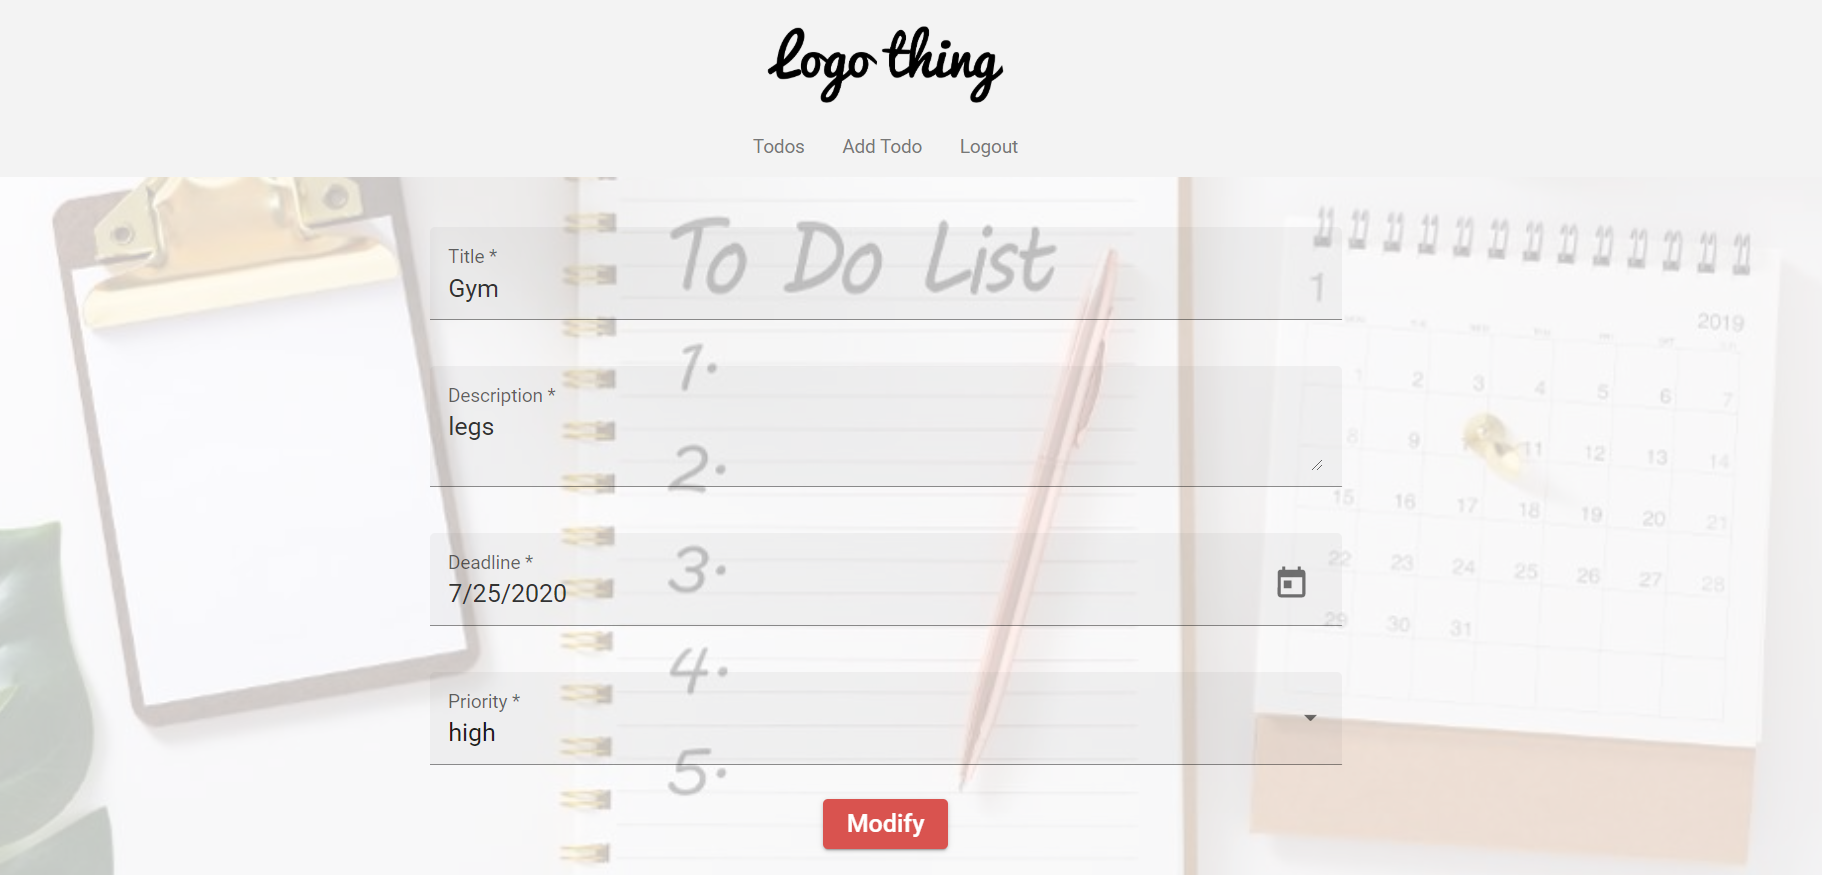 Logo thing
Todos Add Todo Logout
To Do List
Title *
Gym
1
2019
1.
Description *
legs
1 2 3 4 5 6 7
2.
8 9 11 12 13 14
15 16 17 18 19 20 21
3.
Deadline *
7/25/2020
22 23 24 25 26 27 28
29 30 31
4.
Priority *
high
5.
Modify